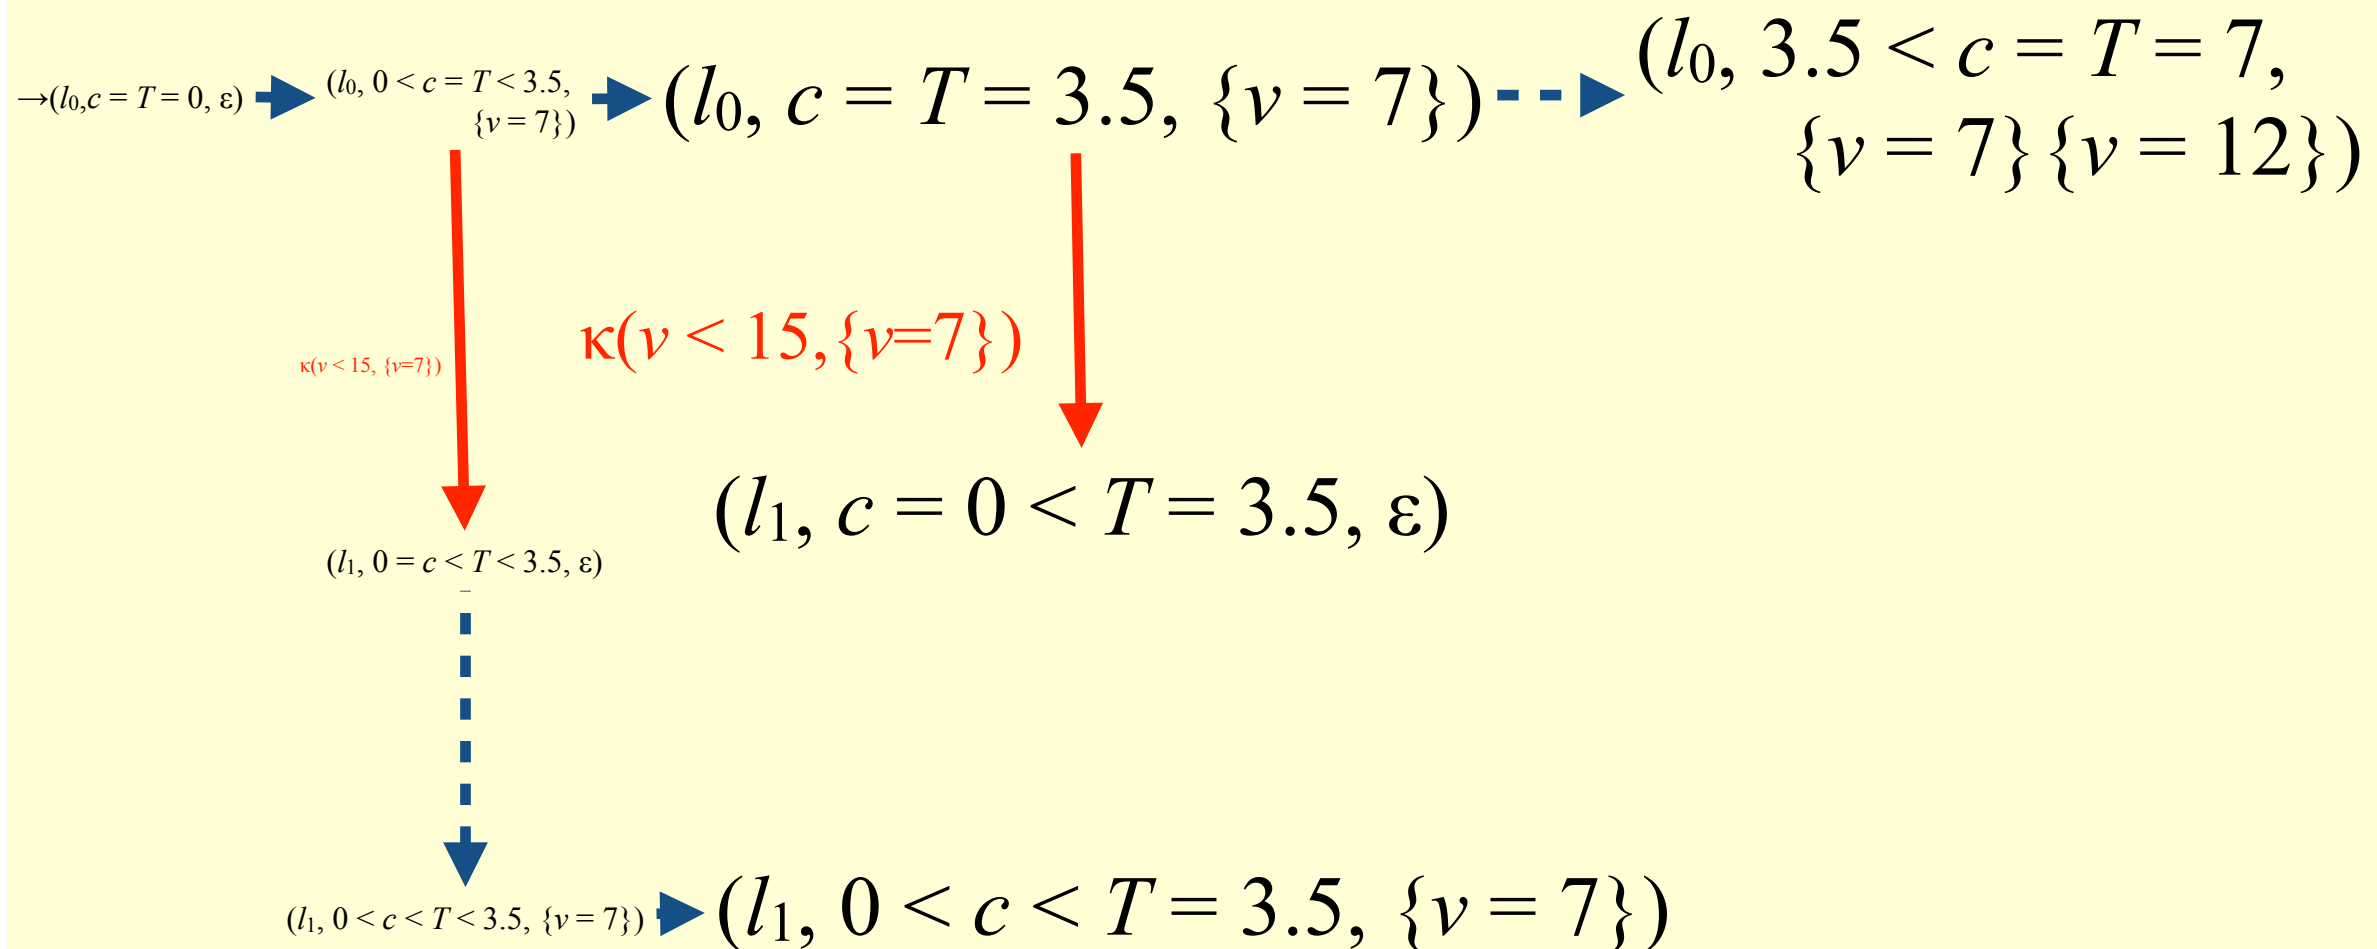 →(l₀,c = T = 0, ε)
(l₀, 0 < c = T < 3.5,
{v = 7})
(l₀, c = T = 3.5, {v = 7})
(l₀, 3.5 < c = T = 7,
{v = 7}{v = 12})
κ(v < 15, {v=7})
κ(v < 15,{v=7})
(l₁, c = 0 < T = 3.5, ε)
(l₁, 0 = c < T < 3.5, ε)
(l₁, 0 < c < T < 3.5, {v = 7})
(l₁, 0 < c < T = 3.5, {v = 7})